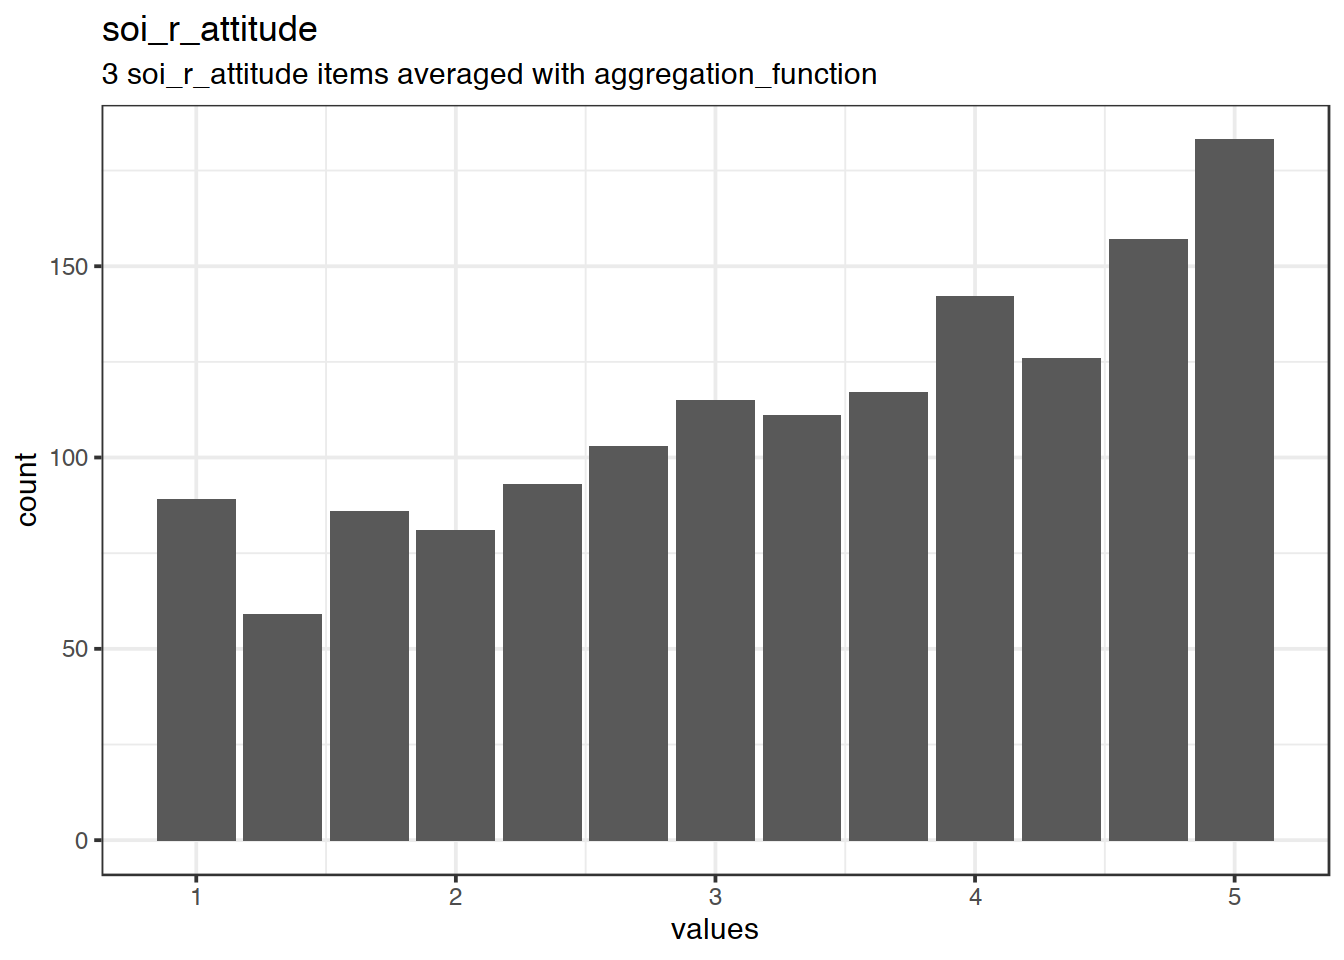 soi_r_attitude
3 soi_r_attitude items averaged with aggregation_function
count
150
100
50
0
1 2 3 4 5
values